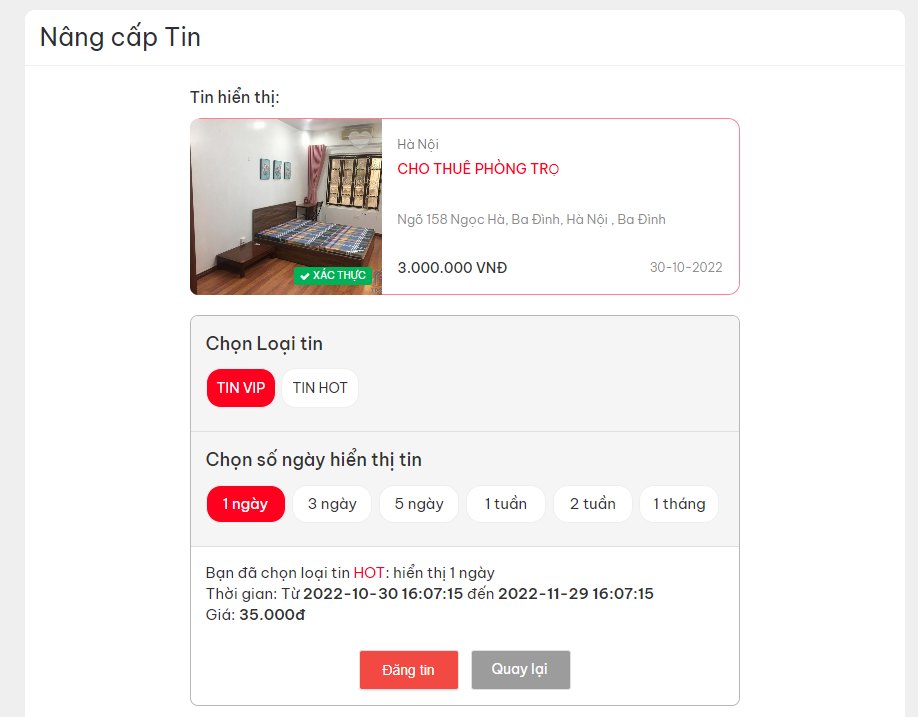 Nâng cấp Tin
Tin hiển thị:
Hà Nội
CHO THUÊ PHÒNG TRỌ
Ngõ 158 Ngọc Hà, Ba Đình, Hà Nội , Ba Đình
XÁC THỰC
3.000.000 VNĐ
30-10-2022
Chọn Loại tin
TIN VIP TIN HOT
Chọn số ngày hiển thị tin
1 ngày 3 ngày 5 ngày 1 tuần 2 tuần 1 tháng
Bạn đã chọn loại tin HOT: hiển thị 1 ngày
Thời gian: Từ 2022-10-30 16:07:15 đến 2022-11-29 16:07:15
Giá: 35.000đ
Đăng tin Quay lại